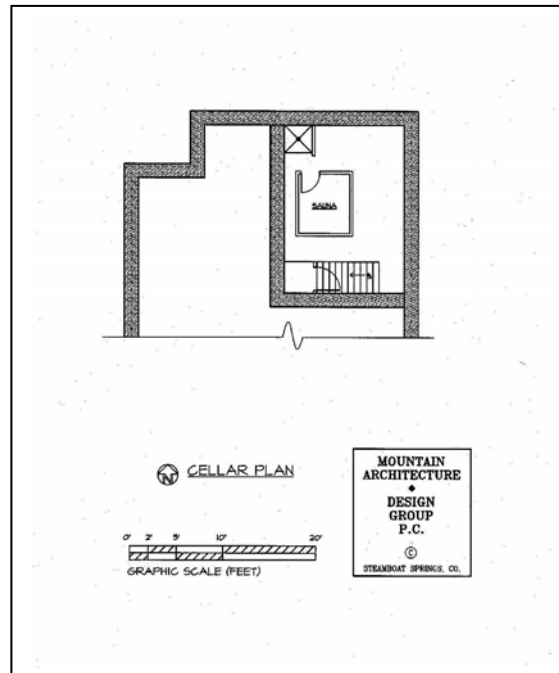 SAUNA
N
CELLAR PLAN
0' 2' 5' 10' 20'
GRAPHIC SCALE (FEET)
MOUNTAIN
ARCHITECTURE
DESIGN
GROUP
P.C.
©
STEAMBOAT SPRINGS, CO.